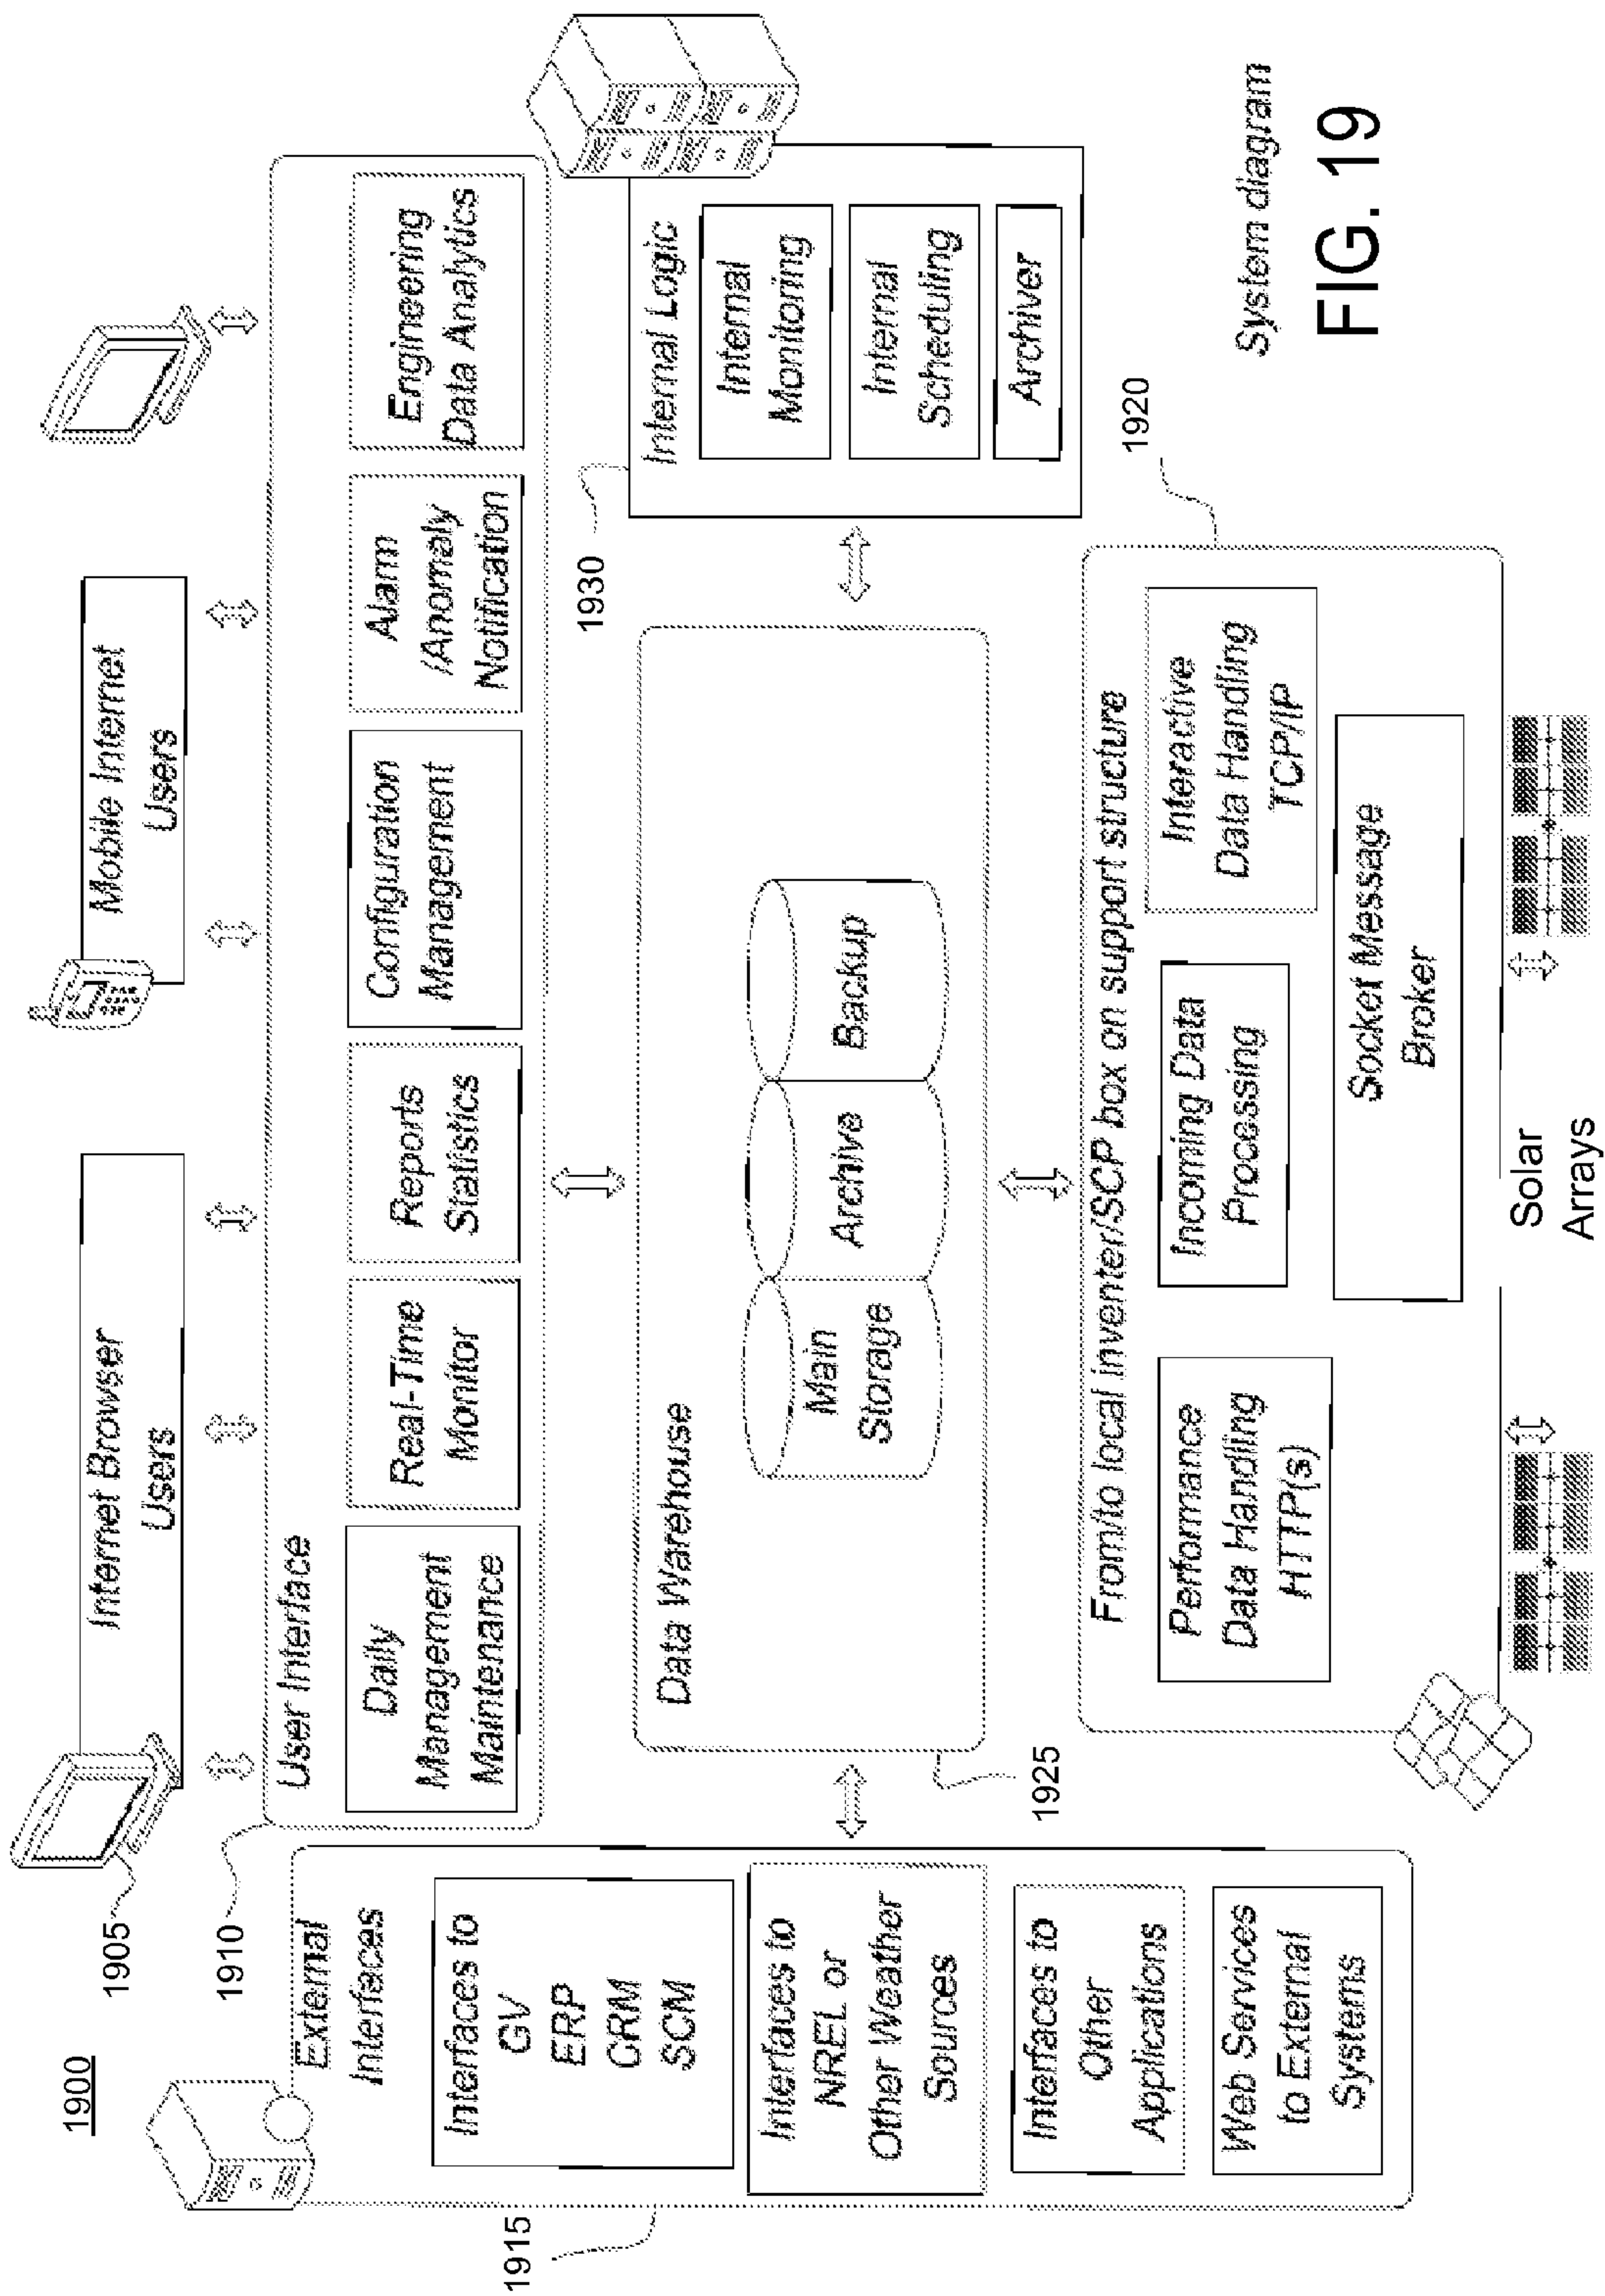 1900
1905
Internet Browser
Users
Mobile Internet
Users
1910
User Interface
Daily
Management
Maintenance
Real-Time
Monitor
Reports
Statistics
Configuration
Management
Alarm
/Anomaly
Notification
Engineering
Data Analytics
External
Interfaces
Interfaces to
GV
ERP
CRM
SCM
Interfaces to
NREL or
Other Weather
Sources
Interfaces to
Other
Applications
Web Services
to External
Systems
1915
Data Warehouse
Main
Storage
Archive
Backup
1925
1930
Internal Logic
Internal
Monitoring
Internal
Scheduling
Archiver
1920
From/to local inventer/SCP box on support structure
Performance
Data Handling
HTTP(s)
Incoming Data
Processing
Interactive
Data Handling
TCP/IP
Socket Message
Broker
Solar
Arrays
System diagram
FIG. 19